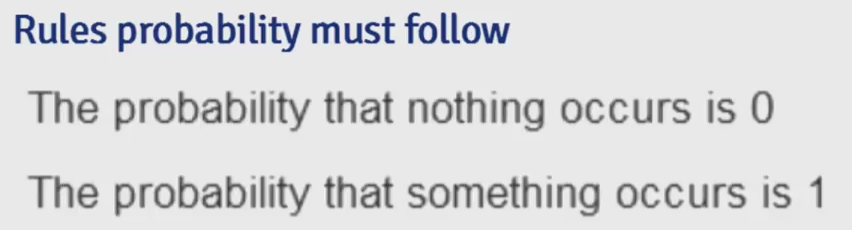 Rules probability must follow
The probability that nothing occurs is 0
The probability that something occurs is 1